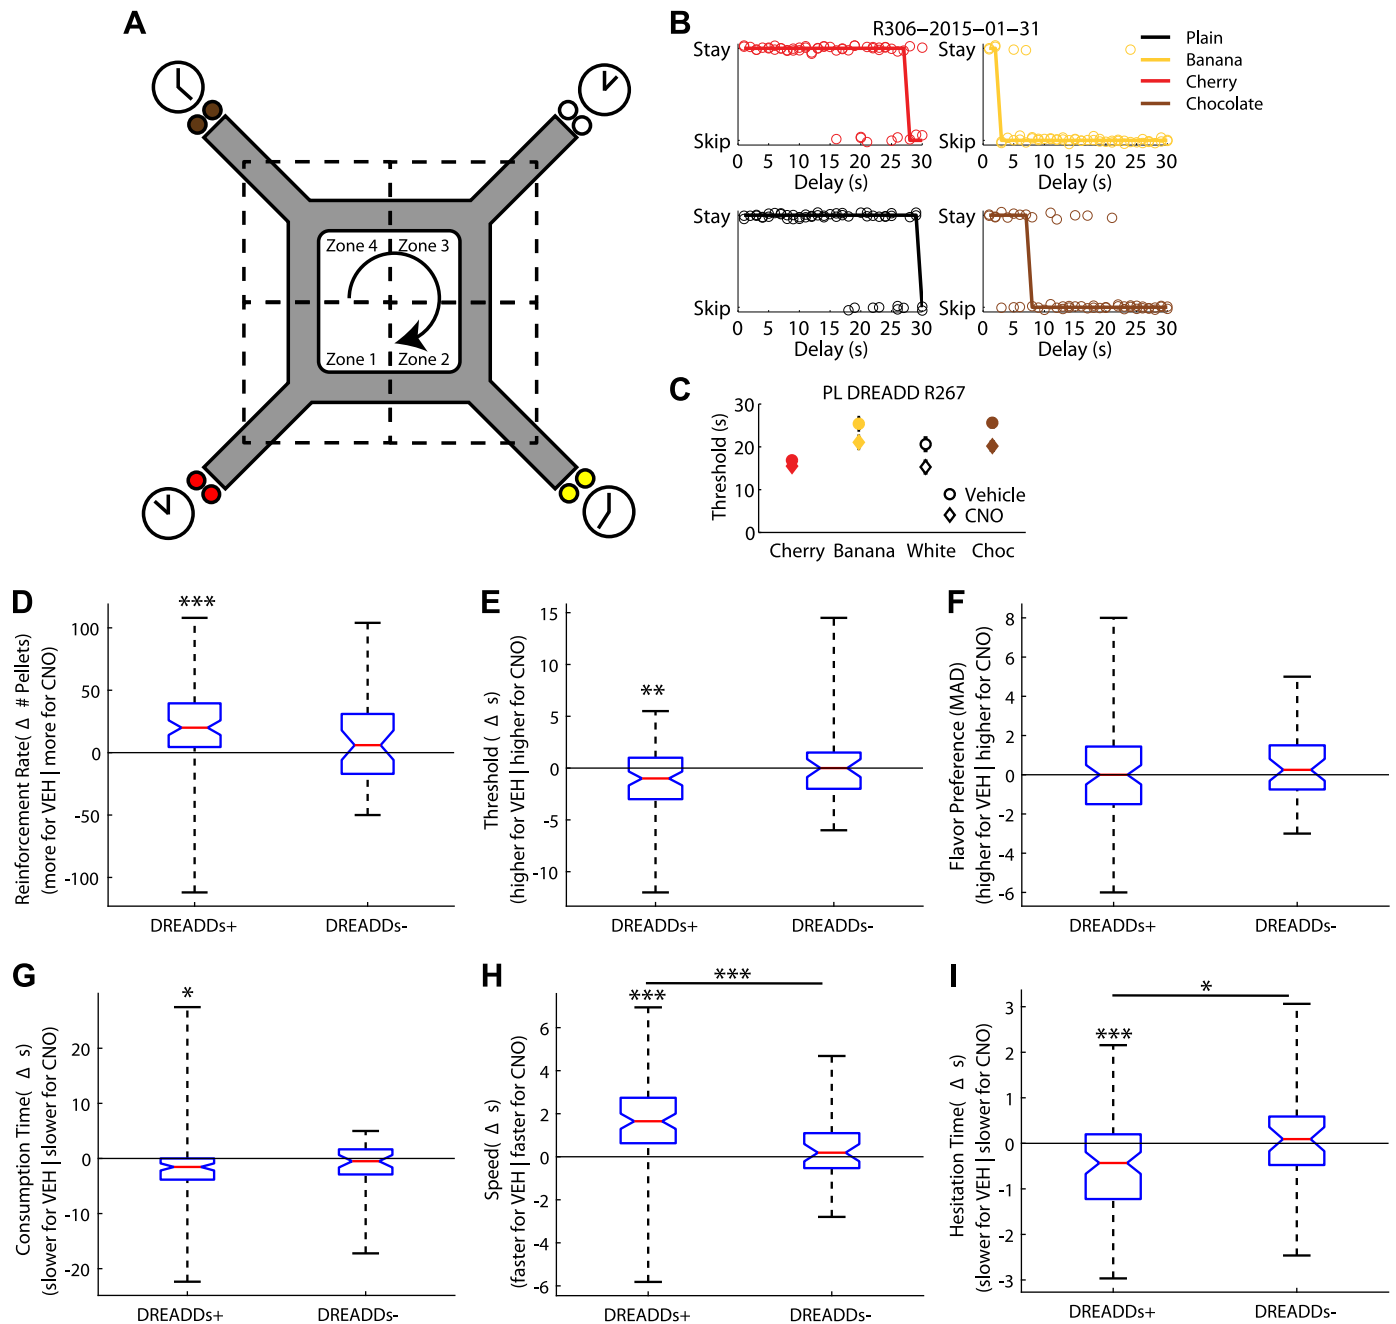 A
Zone 4
Zone 3
Zone 1
Zone 2
B
R306-2015-01-31
Stay
Skip
0 5 10 15 20 25 30
Delay (s)
Stay
Skip
0 5 10 15 20 25 30
Delay (s)
Plain
Banana
Cherry
Chocolate
Stay
Skip
0 5 10 15 20 25 30
Delay (s)
Stay
Skip
0 5 10 15 20 25 30
Delay (s)
C
PL DREADD R267
Threshold (s)
30
20
10
0
Vehicle
CNO
Cherry Banana White Choc
D
Reinforcement Rate( Δ # Pellets)
(more for VEH | more for CNO)
***
100
50
0
-50
-100
DREADDs+ DREADDs-
E
Threshold ( Δ s)
(higher for VEH | higher for CNO)
**
15
10
5
0
-5
-10
DREADDs+ DREADDs-
F
Flavor Preference (MAD)
(higher for VEH | higher for CNO)
8
6
4
2
0
-2
-4
-6
DREADDs+ DREADDs-
G
Consumption Time( Δ s)
(slower for VEH | slower for CNO)
*
20
10
0
-10
-20
DREADDs+ DREADDs-
H
Speed( Δ s)
(faster for VEH | faster for CNO)
***
***
6
4
2
0
-2
-4
-6
DREADDs+ DREADDs-
I
Hesitation Time( Δ s)
(slower for VEH | slower for CNO)
*
***
3
2
1
0
-1
-2
-3
DREADDs+ DREADDs-